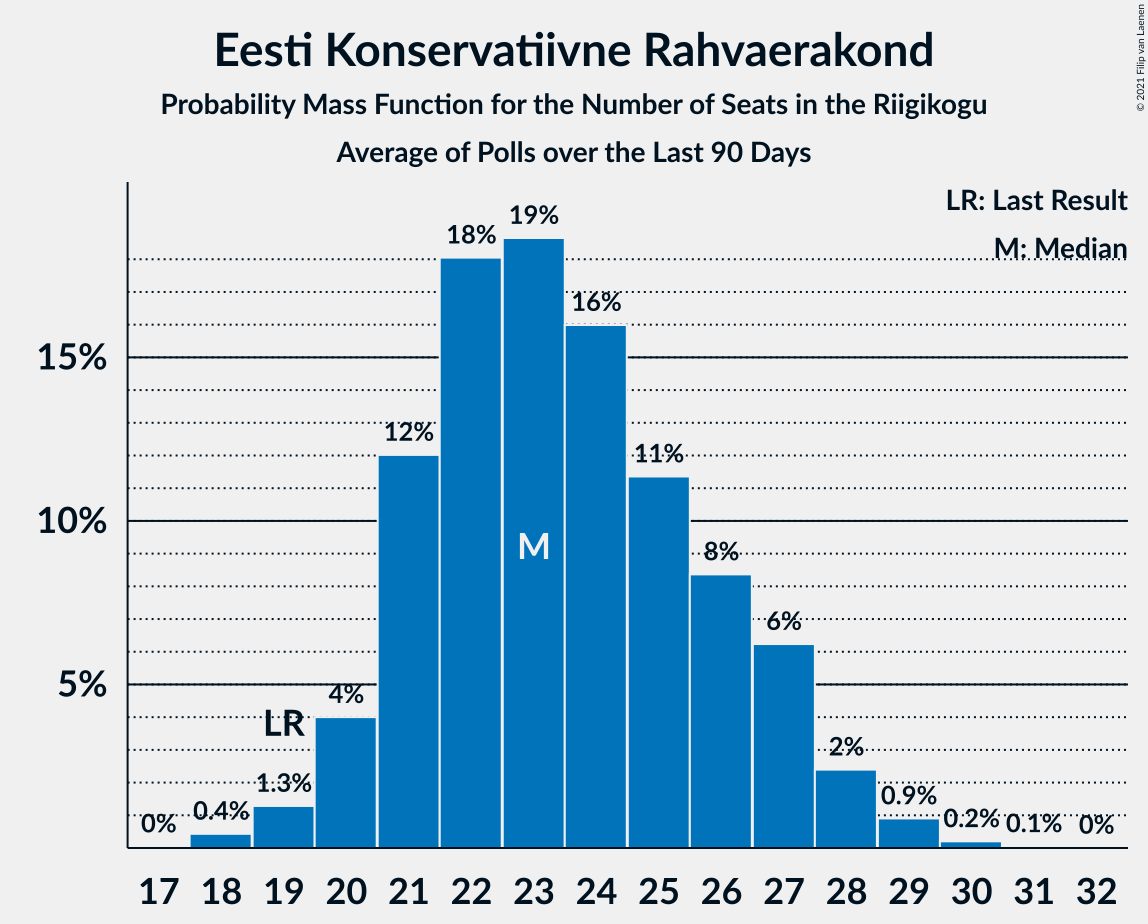 Eesti Konservatiivne Rahvaerakond
Probability Mass Function for the Number of Seats in the Riigikogu
Average of Polls over the Last 90 Days
© 2021 Filip van Laenen
LR: Last Result
M: Median
15%
10%
5%
0%
0.4%
1.3%
LR
4%
12%
18%
19%
M
16%
11%
8%
6%
2%
0.9%
0.2%
0.1%
0%
17 18 19 20 21 22 23 24 25 26 27 28 29 30 31 32